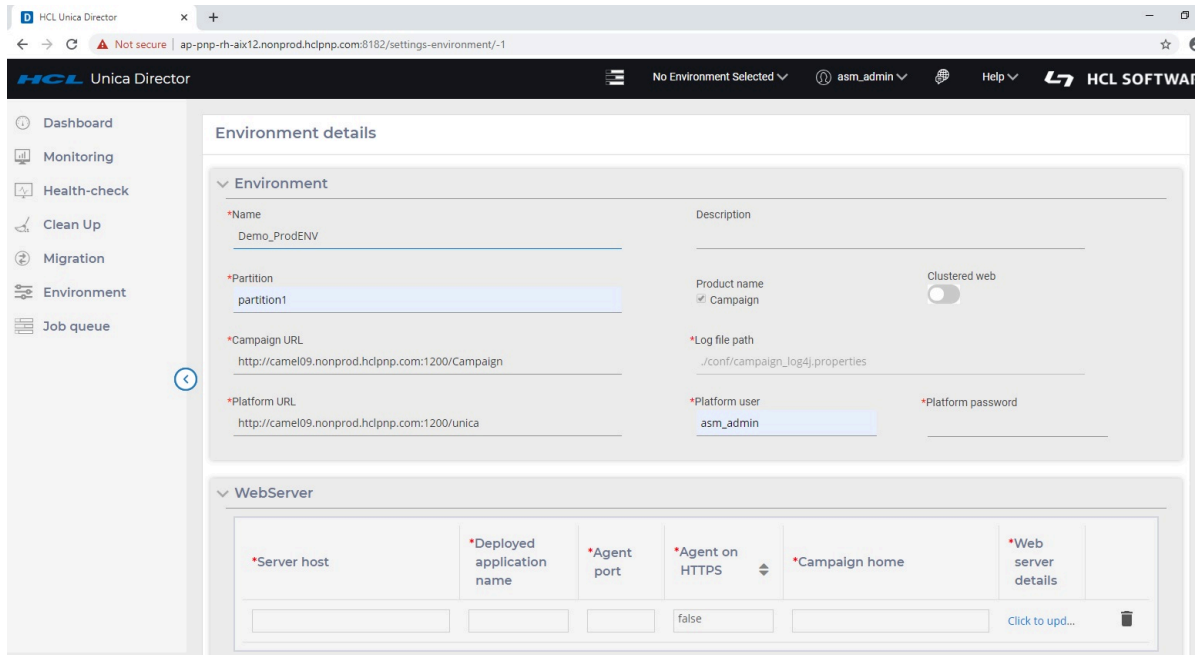 HCL Unica Director
Not secure ap-pnp-rh-aix12.nonprod.hclpnp.com:8182/settings-environment/-1
HCL Unica Director No Environment Selected asm_admin Help HCL SOFTWAR
Dashboard
Monitoring
Health-check
Clean Up
Migration
Environment
Job queue
Environment details
Environment
*Name Description
Demo_ProdENV
*Partition Product name Clustered web
partition1 Campaign
*Campaign URL *Log file path
http://camel09.nonprod.hclpnp.com:1200/Campaign ./conf/campaign_log4j.properties
*Platform URL *Platform user *Platform password
http://camel09.nonprod.hclpnp.com:1200/unica asm_admin
WebServer
*Server host
*Deployed
application
name
*Agent
port
*Agent on
HTTPS
*Campaign home
*Web
server
details
false
Click to upd...